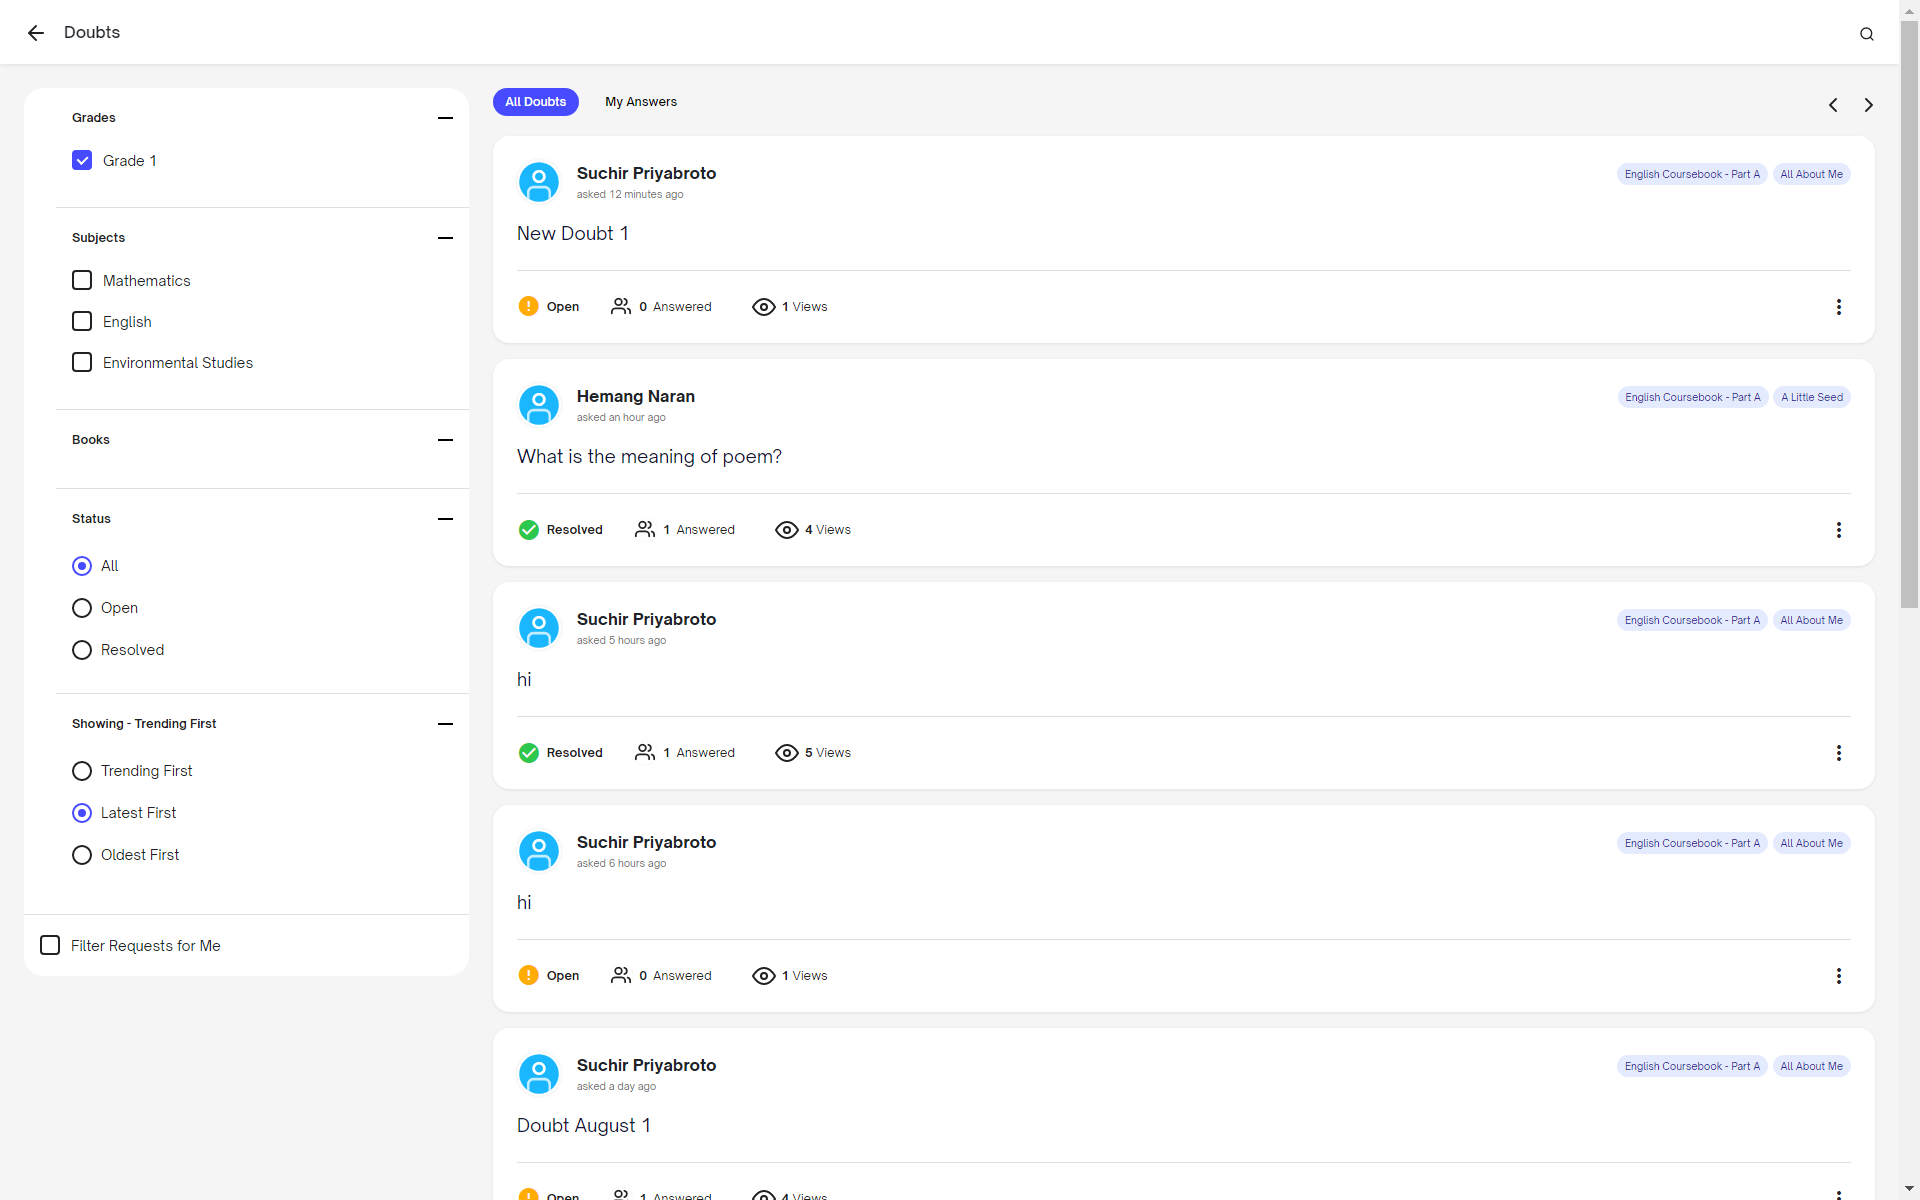 Doubts
Grades
Grade 1
Subjects
Mathematics
English
Environmental Studies
Books
Status
All
Open
Resolved
Showing - Trending First
Trending First
Latest First
Oldest First
Filter Requests for Me
All Doubts My Answers
Suchir Priyabroto English Coursebook - Part A All About Me
asked 12 minutes ago
New Doubt 1
Open 0 Answered 1 Views
Hemang Naran English Coursebook - Part A A Little Seed
asked an hour ago
What is the meaning of poem?
Resolved 1 Answered 4 Views
Suchir Priyabroto English Coursebook - Part A All About Me
asked 5 hours ago
hi
Resolved 1 Answered 5 Views
Suchir Priyabroto English Coursebook - Part A All About Me
asked 6 hours ago
hi
Open 0 Answered 1 Views
Suchir Priyabroto English Coursebook - Part A All About Me
asked a day ago
Doubt August 1
Open 1 Answered 4 Views